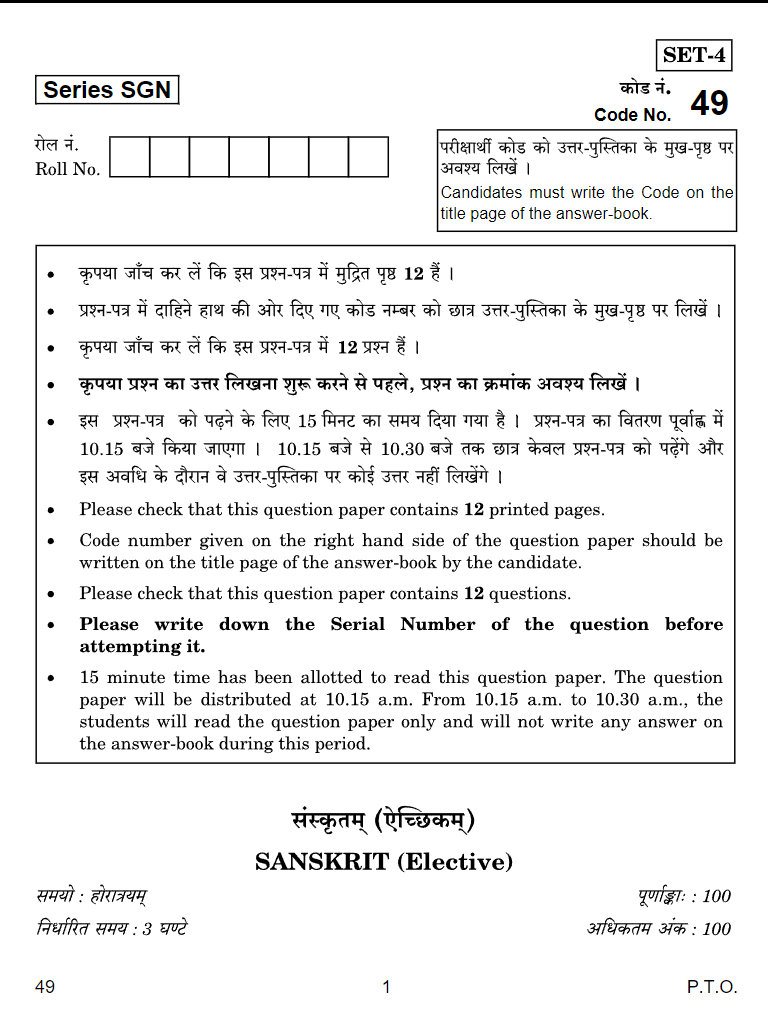 SET-4
Series SGN
कोड नं.
Code No. 49
रोल नं.
Roll No.
परीक्षार्थी कोड को उत्तर-पुस्तिका के मुख-पृष्ठ पर
अवश्य लिखें ।
Candidates must write the Code on the
title page of the answer-book.
• कृपया जाँच कर लें कि इस प्रश्न-पत्र में मुद्रित पृष्ठ 12 हैं ।
• प्रश्न-पत्र में दाहिने हाथ की ओर दिए गए कोड नम्बर को छात्र उत्तर-पुस्तिका के मुख-पृष्ठ पर लिखें ।
• कृपया जाँच कर लें कि इस प्रश्न-पत्र में 12 प्रश्न हैं ।
• कृपया प्रश्न का उत्तर लिखना शुरू करने से पहले, प्रश्न का क्रमांक अवश्य लिखें ।
• इस प्रश्न-पत्र को पढ़ने के लिए 15 मिनट का समय दिया गया है । प्रश्न-पत्र का वितरण पूर्वाह्न में
10.15 बजे किया जाएगा । 10.15 बजे से 10.30 बजे तक छात्र केवल प्रश्न-पत्र को पढ़ेंगे और
इस अवधि के दौरान वे उत्तर-पुस्तिका पर कोई उत्तर नहीं लिखेंगे ।
• Please check that this question paper contains 12 printed pages.
• Code number given on the right hand side of the question paper should be
written on the title page of the answer-book by the candidate.
• Please check that this question paper contains 12 questions.
• Please write down the Serial Number of the question before
attempting it.
• 15 minute time has been allotted to read this question paper. The question
paper will be distributed at 10.15 a.m. From 10.15 a.m. to 10.30 a.m., the
students will read the question paper only and will not write any answer on
the answer-book during this period.
संस्कृतम् (ऐच्छिकम्)
SANSKRIT (Elective)
समयो : होरात्रयम् पूर्णाङ्काः : 100
निर्धारित समय : 3 घण्टे अधिकतम अंक : 100
49 1 P.T.O.